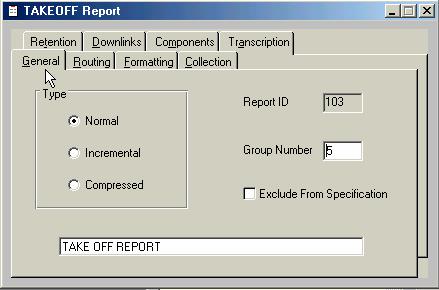 TAKEOFF Report
Retention Downlinks Components Transcription
General Routing Formatting Collection
Type
Normal
Incremental
Compressed
Report ID 103
Group Number 5
Exclude From Specification
TAKE OFF REPORT